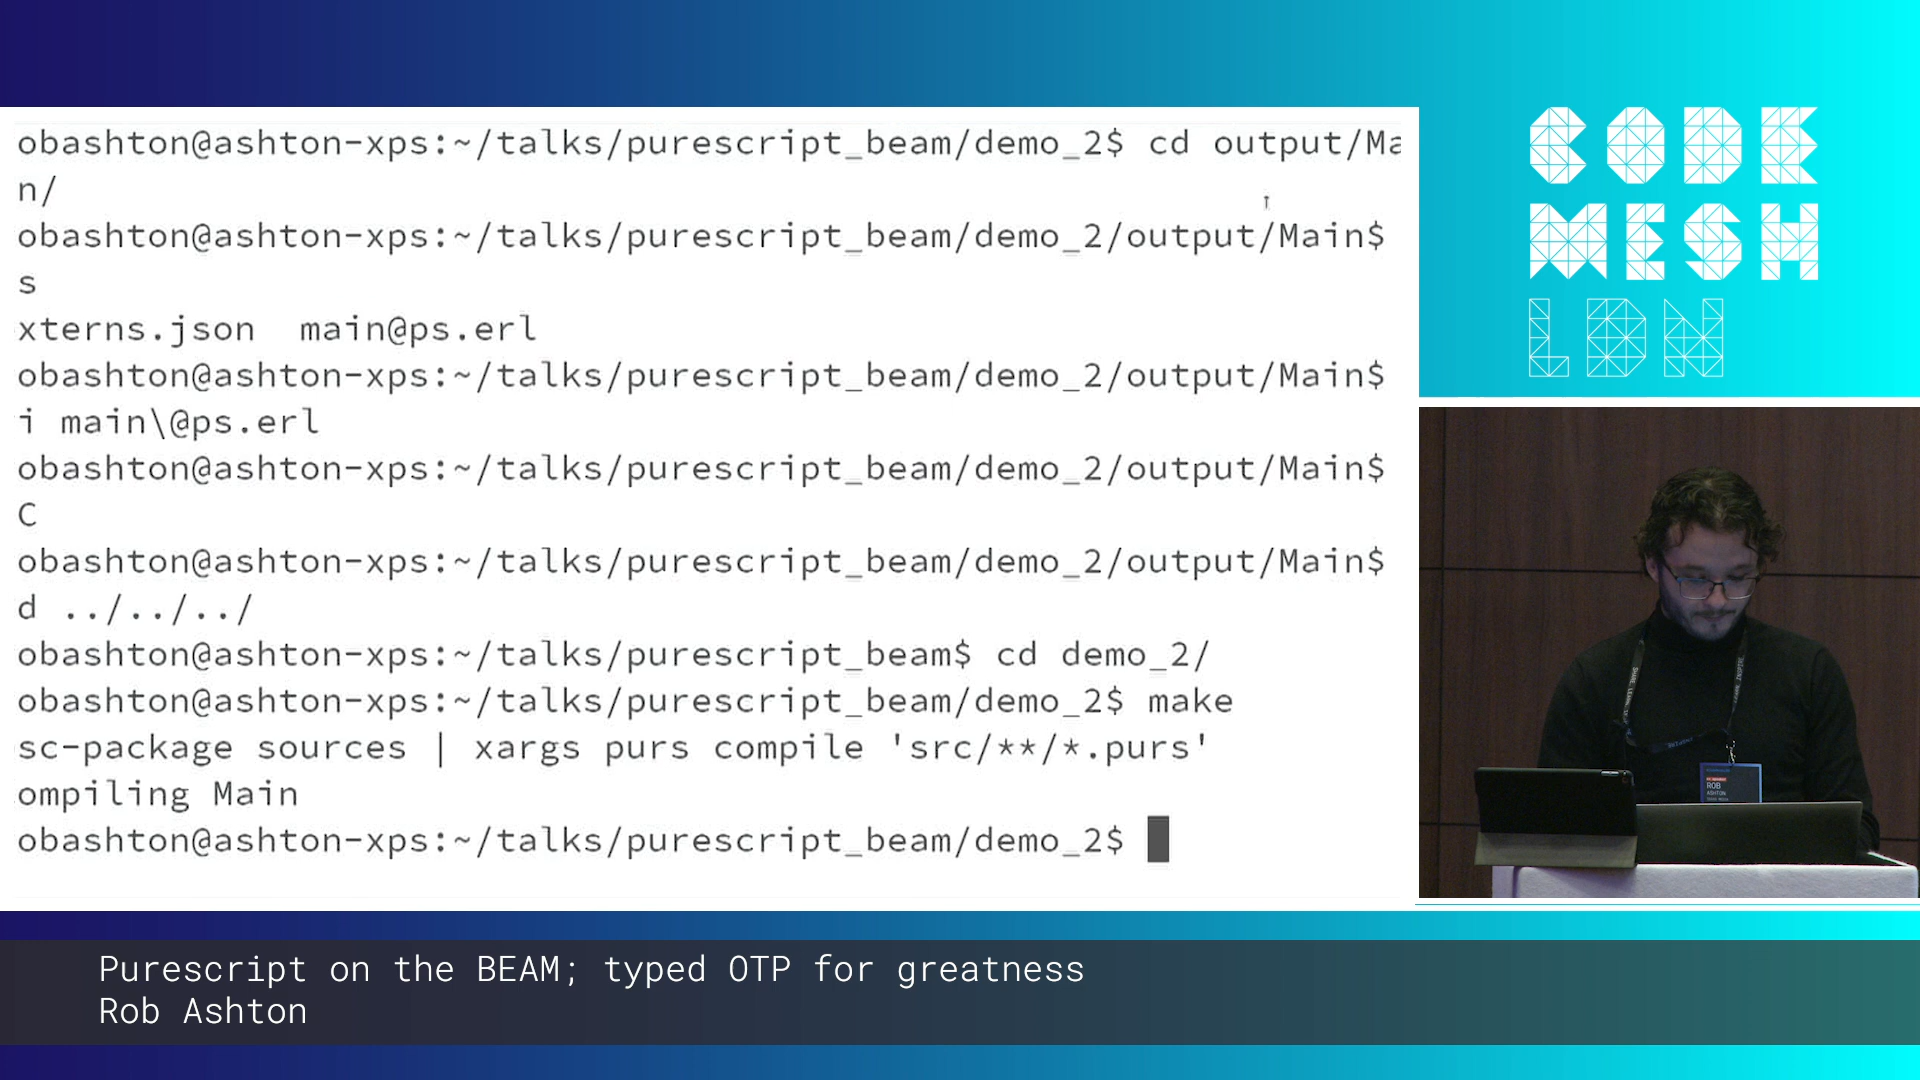 obashton@ashton-xps:~/talks/purescript_beam/demo_2$ cd output/Ma
n/
obashton@ashton-xps:~/talks/purescript_beam/demo_2/output/Main$
s
xterns.json  main@ps.erl
obashton@ashton-xps:~/talks/purescript_beam/demo_2/output/Main$
i main\@ps.erl
obashton@ashton-xps:~/talks/purescript_beam/demo_2/output/Main$
C
obashton@ashton-xps:~/talks/purescript_beam/demo_2/output/Main$
d ../../../
obashton@ashton-xps:~/talks/purescript_beam$ cd demo_2/
obashton@ashton-xps:~/talks/purescript_beam/demo_2$ make
sc-package sources | xargs purs compile 'src/**/*.purs'
ompiling Main
obashton@ashton-xps:~/talks/purescript_beam/demo_2$
CODE
MESH
LDN
ROB
ASHTON
Purescript on the BEAM; typed OTP for greatness
Rob Ashton